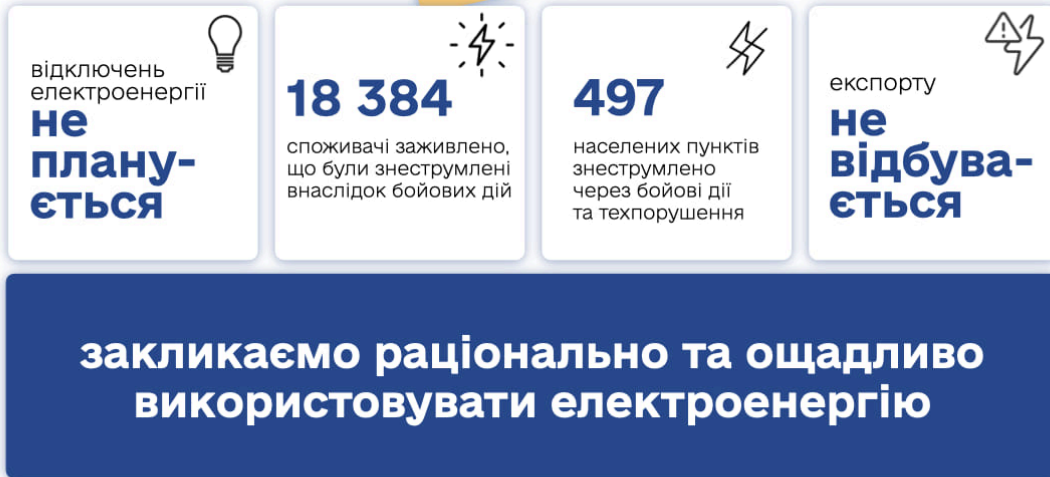 відключень
електроенергії
не
плану-
ється
18 384
споживачі заживлено,
що були знеструмлені
внаслідок бойових дій
497
населених пунктів
знеструмлено
через бойові дії
та техпорушення
експорту
не
відбува-
ється
закликаємо раціонально та ощадливо
використовувати електроенергію